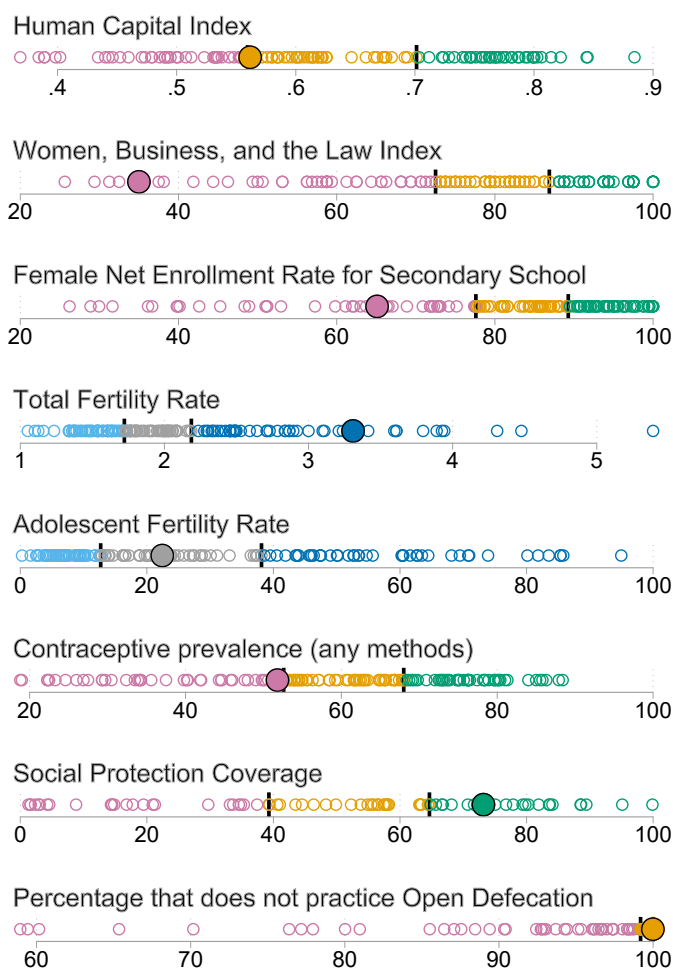 Human Capital Index
.4 .5 .6 .7 .8 .9
Women, Business, and the Law Index
20 40 60 80 100
Female Net Enrollment Rate for Secondary School
20 40 60 80 100
Total Fertility Rate
1 2 3 4 5
Adolescent Fertility Rate
0 20 40 60 80 100
Contraceptive prevalence (any methods)
20 40 60 80 100
Social Protection Coverage
0 20 40 60 80 100
Percentage that does not practice Open Defecation
60 70 80 90 100